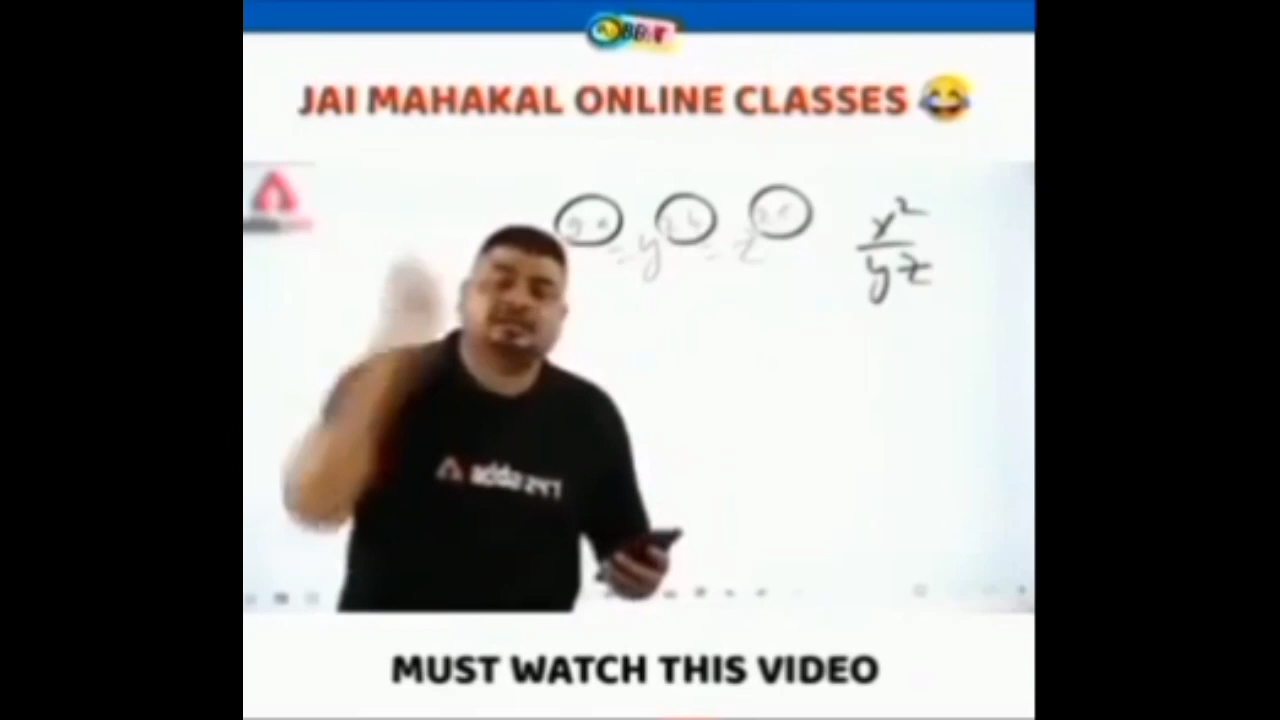 JAI MAHAKAL ONLINE CLASSES 😂
x²
yz
adda247
MUST WATCH THIS VIDEO